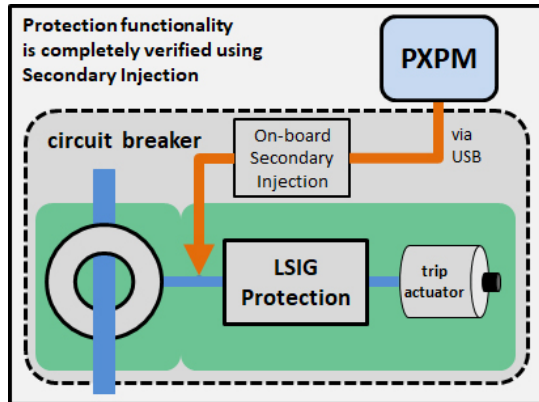 Protection functionality
is completely verified using
Secondary Injection
PXPM
circuit breaker
On-board
Secondary
Injection
via
USB
LSIG
Protection
trip
actuator